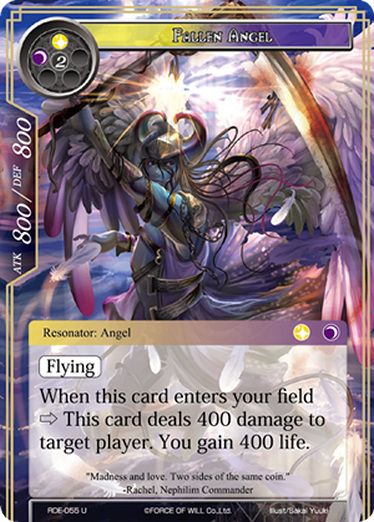 Fallen Angel
2
ATK 800 / DEF 800
Resonator: Angel
Flying
When this card enters your field
⇨ This card deals 400 damage to
target player. You gain 400 life.
"Madness and love. Two sides of the same coin."
-Rachel, Nephilim Commander
RDE-055 U ©FORCE OF WILL Co.,Ltd. Illust/Sakai Yuuki